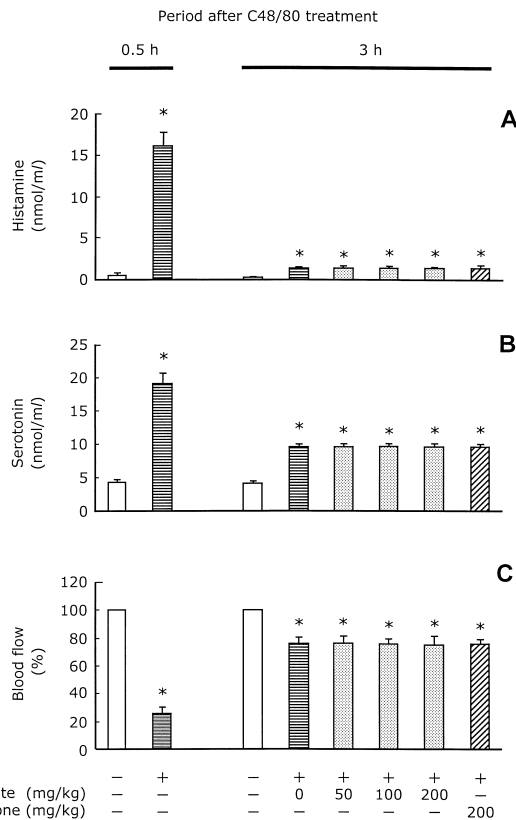 Period after C48/80 treatment
0.5 h 3 h
A
Histamine
(nmol/ml)
20
15
10
5
0
* * * * * *
B
Serotonin
(nmol/ml)
25
20
15
10
5
0
* * * * * *
C
Blood flow
(%)
120
100
80
60
40
20
0
* * * * * *
− + − + + + + +
te (mg/kg) − − − 0 50 100 200 −
one (mg/kg) − − − − − − − 200